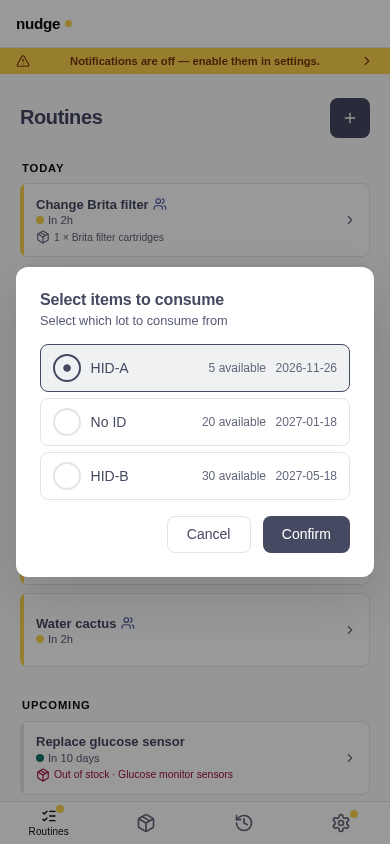 nudge
Notifications are off — enable them in settings.
Routines
TODAY
Change Brita filter
In 2h
1 × Brita filter cartridges
Select items to consume
Select which lot to consume from
HID-A 5 available 2026-11-26
No ID 20 available 2027-01-18
HID-B 30 available 2027-05-18
Cancel Confirm
Water cactus
In 2h
UPCOMING
Replace glucose sensor
In 10 days
Out of stock · Glucose monitor sensors
Routines